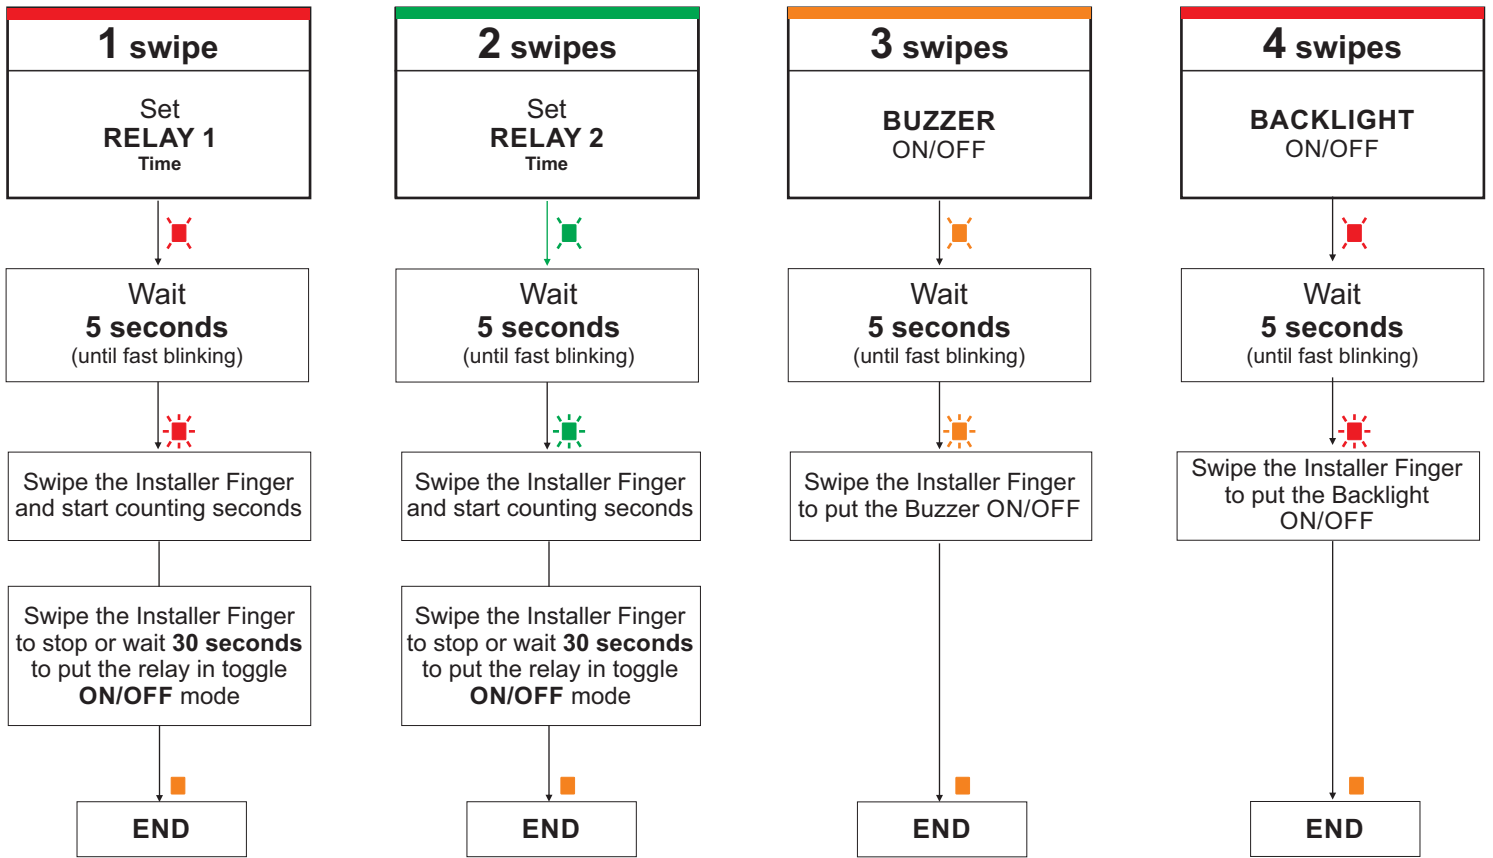 1 swipe
Set
RELAY 1
Time
Wait
5 seconds
(until fast blinking)
Swipe the Installer Finger
and start counting seconds
Swipe the Installer Finger
to stop or wait 30 seconds
to put the relay in toggle
ON/OFF mode
END
2 swipes
Set
RELAY 2
Time
Wait
5 seconds
(until fast blinking)
Swipe the Installer Finger
and start counting seconds
Swipe the Installer Finger
to stop or wait 30 seconds
to put the relay in toggle
ON/OFF mode
END
3 swipes
BUZZER
ON/OFF
Wait
5 seconds
(until fast blinking)
Swipe the Installer Finger
to put the Buzzer ON/OFF
END
4 swipes
BACKLIGHT
ON/OFF
Wait
5 seconds
(until fast blinking)
Swipe the Installer Finger
to put the Backlight
ON/OFF
END